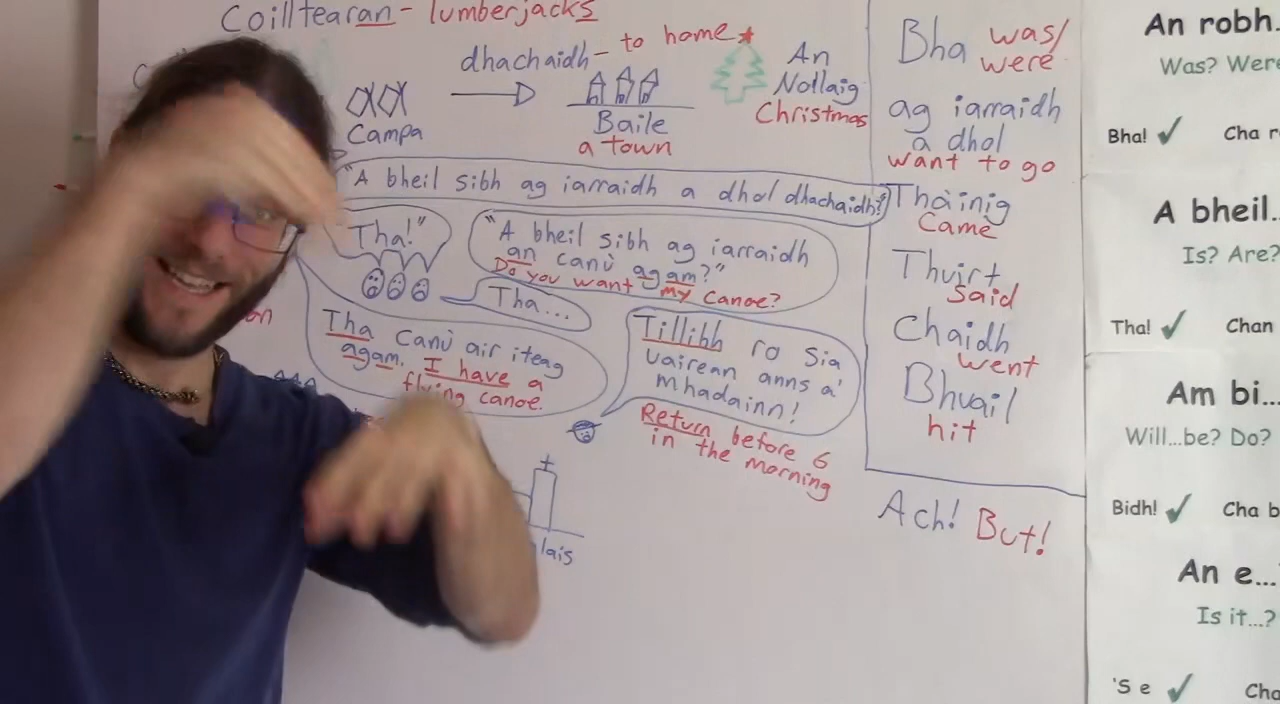 Coilltearan - lumberjacks
dhachaidh - to home
Campa
Baile
a town
An
Nollaig
Christmas
"A bheil sibh ag iarraidh a dhol dhachaidh?"
Tha!"
"A bheil sibh ag iarraidh
an canù agam?"
Do you want my canoe?
Tha...
Tha canù air iteag
agam. I have a
flying canoe.
Tillibh ro sia
uairean anns a'
mhadainn!
Return before 6
in the morning
Bha was/
were
ag iarraidh
a dhol
want to go
Thàinig
Came
Thuirt
said
Chaidh
went
Bhuail
hit
Ach! But!
An robh.
Was? Were
Bha! ✓ Cha r
A bheil..
Is? Are?
Tha! ✓ Chan
Am bi...
Will...be? Do?
Bidh! ✓ Cha b
An e...
Is it...?
'S e ✓ Cha